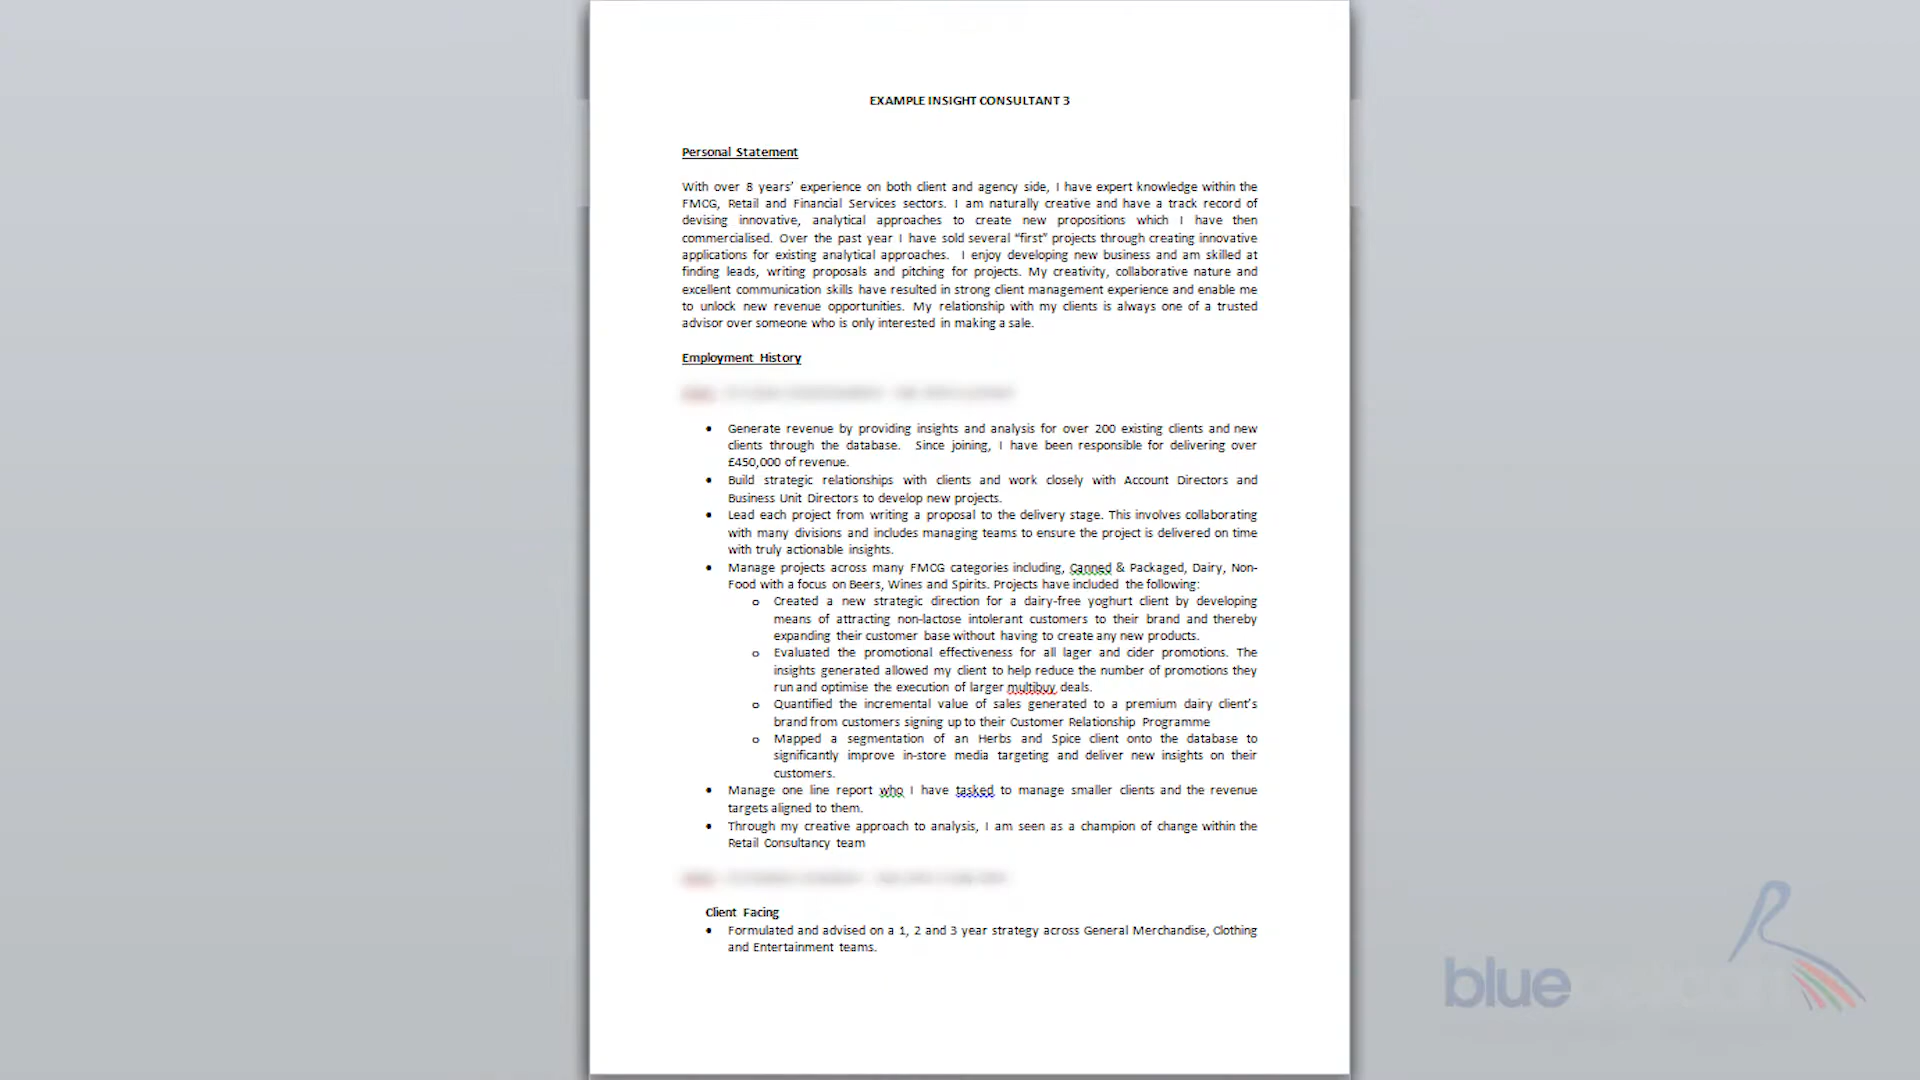 EXAMPLE INSIGHT CONSULTANT 3
Personal Statement
With over 8 years’ experience on both client and agency side, I have expert knowledge within the
FMCG, Retail and Financial Services sectors. I am naturally creative and have a track record of
devising innovative, analytical approaches to create new propositions which I have then
commercialised. Over the past year I have sold several “first” projects through creating innovative
applications for existing analytical approaches. I enjoy developing new business and am skilled at
finding leads, writing proposals and pitching for projects. My creativity, collaborative nature and
excellent communication skills have resulted in strong client management experience and enable me
to unlock new revenue opportunities. My relationship with my clients is always one of a trusted
advisor over someone who is only interested in making a sale.
Employment History
• Generate revenue by providing insights and analysis for over 200 existing clients and new
clients through the database. Since joining, I have been responsible for delivering over
£450,000 of revenue.
• Build strategic relationships with clients and work closely with Account Directors and
Business Unit Directors to develop new projects.
• Lead each project from writing a proposal to the delivery stage. This involves collaborating
with many divisions and includes managing teams to ensure the project is delivered on time
with truly actionable insights.
• Manage projects across many FMCG categories including, Canned & Packaged, Dairy, Non-
Food with a focus on Beers, Wines and Spirits. Projects have included the following:
o Created a new strategic direction for a dairy-free yoghurt client by developing
means of attracting non-lactose intolerant customers to their brand and thereby
expanding their customer base without having to create any new products.
o Evaluated the promotional effectiveness for all lager and cider promotions. The
insights generated allowed my client to help reduce the number of promotions they
run and optimise the execution of larger multibuy deals.
o Quantified the incremental value of sales generated to a premium dairy client’s
brand from customers signing up to their Customer Relationship Programme
o Mapped a segmentation of an Herbs and Spice client onto the database to
significantly improve in-store media targeting and deliver new insights on their
customers.
• Manage one line report who I have tasked to manage smaller clients and the revenue
targets aligned to them.
• Through my creative approach to analysis, I am seen as a champion of change within the
Retail Consultancy team
Client Facing
• Formulated and advised on a 1, 2 and 3 year strategy across General Merchandise, Clothing
and Entertainment teams.
blue